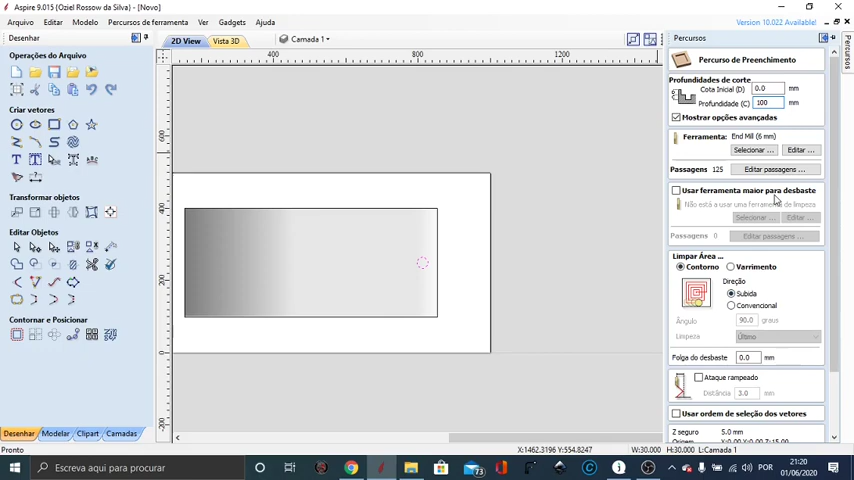 Aspire 9.015 (Oziel Rossow da Silva) - [Novo]
Arquivo Editar Modelo Percursos de ferramenta Ver Gadgets Ajuda
Version 10.022 Available!
Desenhar
Operações do Arquivo
Criar vetores
Transformar objetos
Editar Objetos
Contornar e Posicionar
Desenhar Modelar Clipart Camadas
2D View Vista 3D Camada 1
400 800 1200
600
400
200
0
-200
Percursos
Percursos
Percurso de Preenchimento
Profundidades de corte
Cota Inicial (D) 0.0 mm
Profundidade (C) 100 mm
Mostrar opções avançadas
Ferramenta: End Mill (6 mm)
Selecionar ... Editar ...
Passagens 125 Editar passagens ...
Usar ferramenta maior para desbaste
Não está a usar uma ferramenta de limpeza
Selecionar ... Editar ...
Passagens 0 Editar passagens ...
Limpar Área ...
Contorno Varrimento
Direção
Subida
Convencional
Ângulo 90.0 graus
Limpeza Último
Folga do desbaste 0.0 mm
Ataque rampeado
Distância 3.0 mm
Usar ordem de seleção dos vetores
Z seguro 5.0 mm
Pronto
X:1462.3196 Y:554.8247 W:30.000 L:Camada 1
Escreva aqui para procurar
73
POR
21:20
01/06/2020